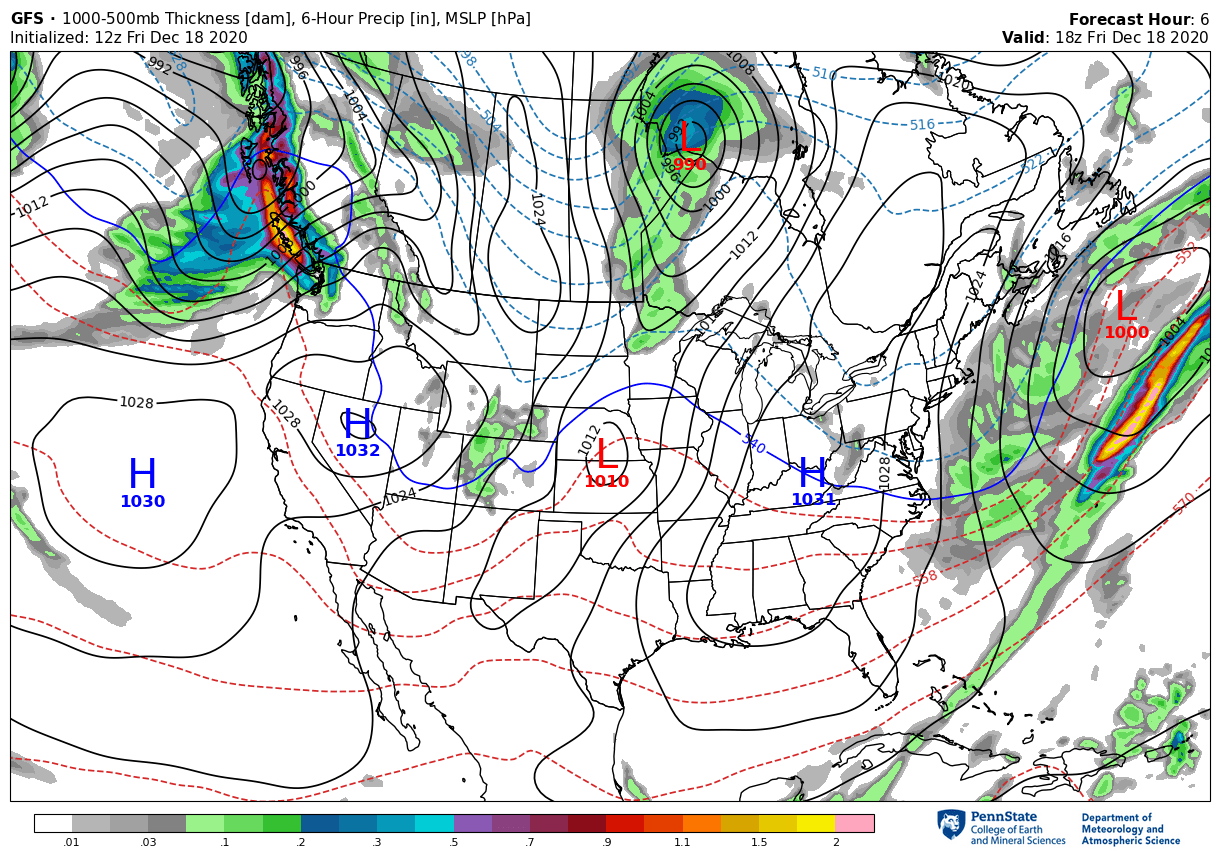 GFS · 1000-500mb Thickness [dam], 6-Hour Precip [in], MSLP [hPa]
Forecast Hour: 6
Initialized: 12z Fri Dec 18 2020
Valid: 18z Fri Dec 18 2020
992
996
1008
510
1020
1004
1004
504
516
L
990
522
996
1000
1012
1024
1000
1012
1016
552
1024
L
1000
1004
1028
1028
H
1032
1012
L
1010
540
H
1031
1028
H
1030
1024
570
558
.01 .03 .1 .2 .3 .5 .7 .9 1.1 1.5 2
PennState
College of Earth
and Mineral Sciences
Department of
Meteorology and
Atmospheric Science